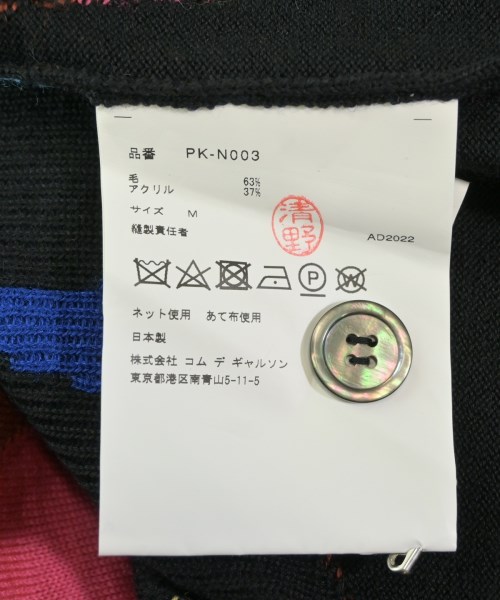 品番 PK-N003
毛 63%
アクリル 37%
サイズ M
縫製責任者
清野
AD2022
P W
ネット使用 あて布使用
日本製
株式会社 コム デ ギャルソン
東京都港区南青山5-11-5